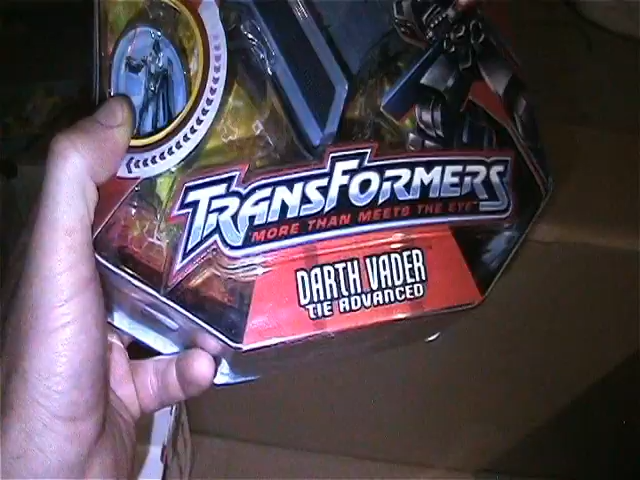 TRANSFORMERS
MORE THAN MEETS THE EYE
DARTH VADER
TIE ADVANCED